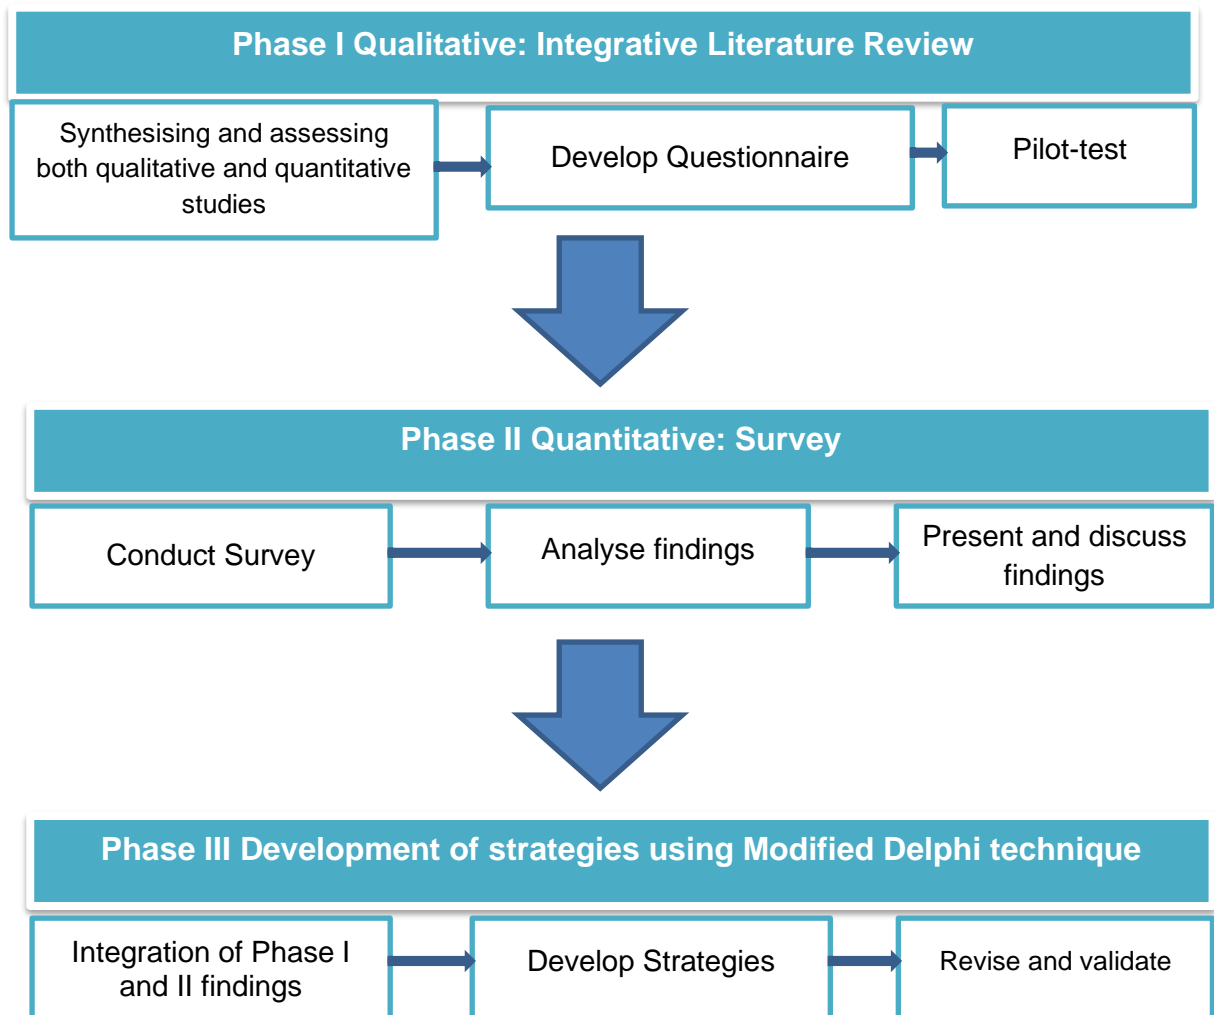 Phase I Qualitative: Integrative Literature Review
Synthesising and assessing
both qualitative and quantitative
studies
Develop Questionnaire
Pilot-test
Phase II Quantitative: Survey
Conduct Survey
Analyse findings
Present and discuss
findings
Phase III Development of strategies using Modified Delphi technique
Integration of Phase I
and II findings
Develop Strategies
Revise and validate